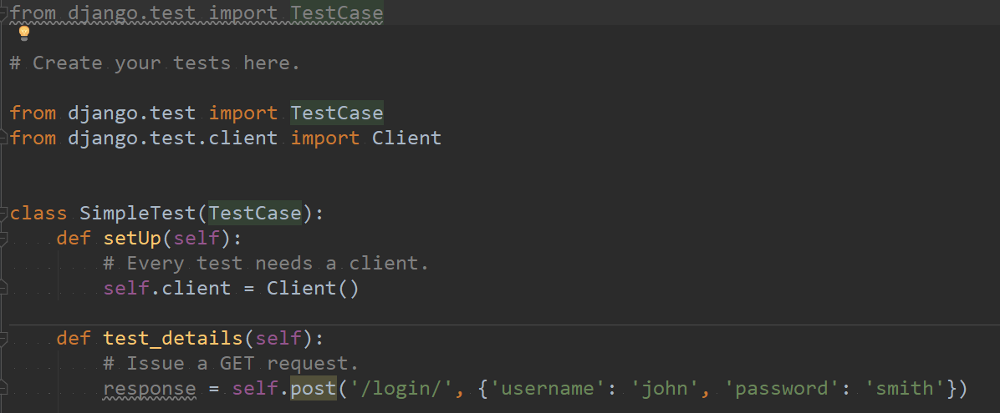 from django.test import TestCase
# Create your tests here.
from django.test import TestCase
from django.test.client import Client
class SimpleTest(TestCase):
def setUp(self):
# Every test needs a client.
self.client = Client()
def test_details(self):
# Issue a GET request.
response = self.post('/login/', {'username': 'john', 'password': 'smith'})